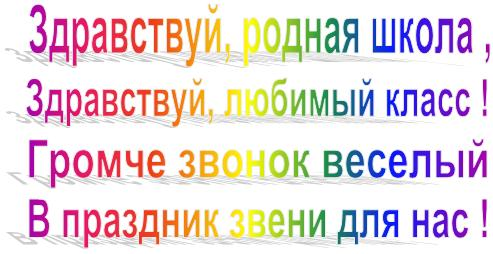 Здравствуй, родная школа ,
Здравствуй, любимый класс !
Громче звонок веселый
В праздник звени для нас !